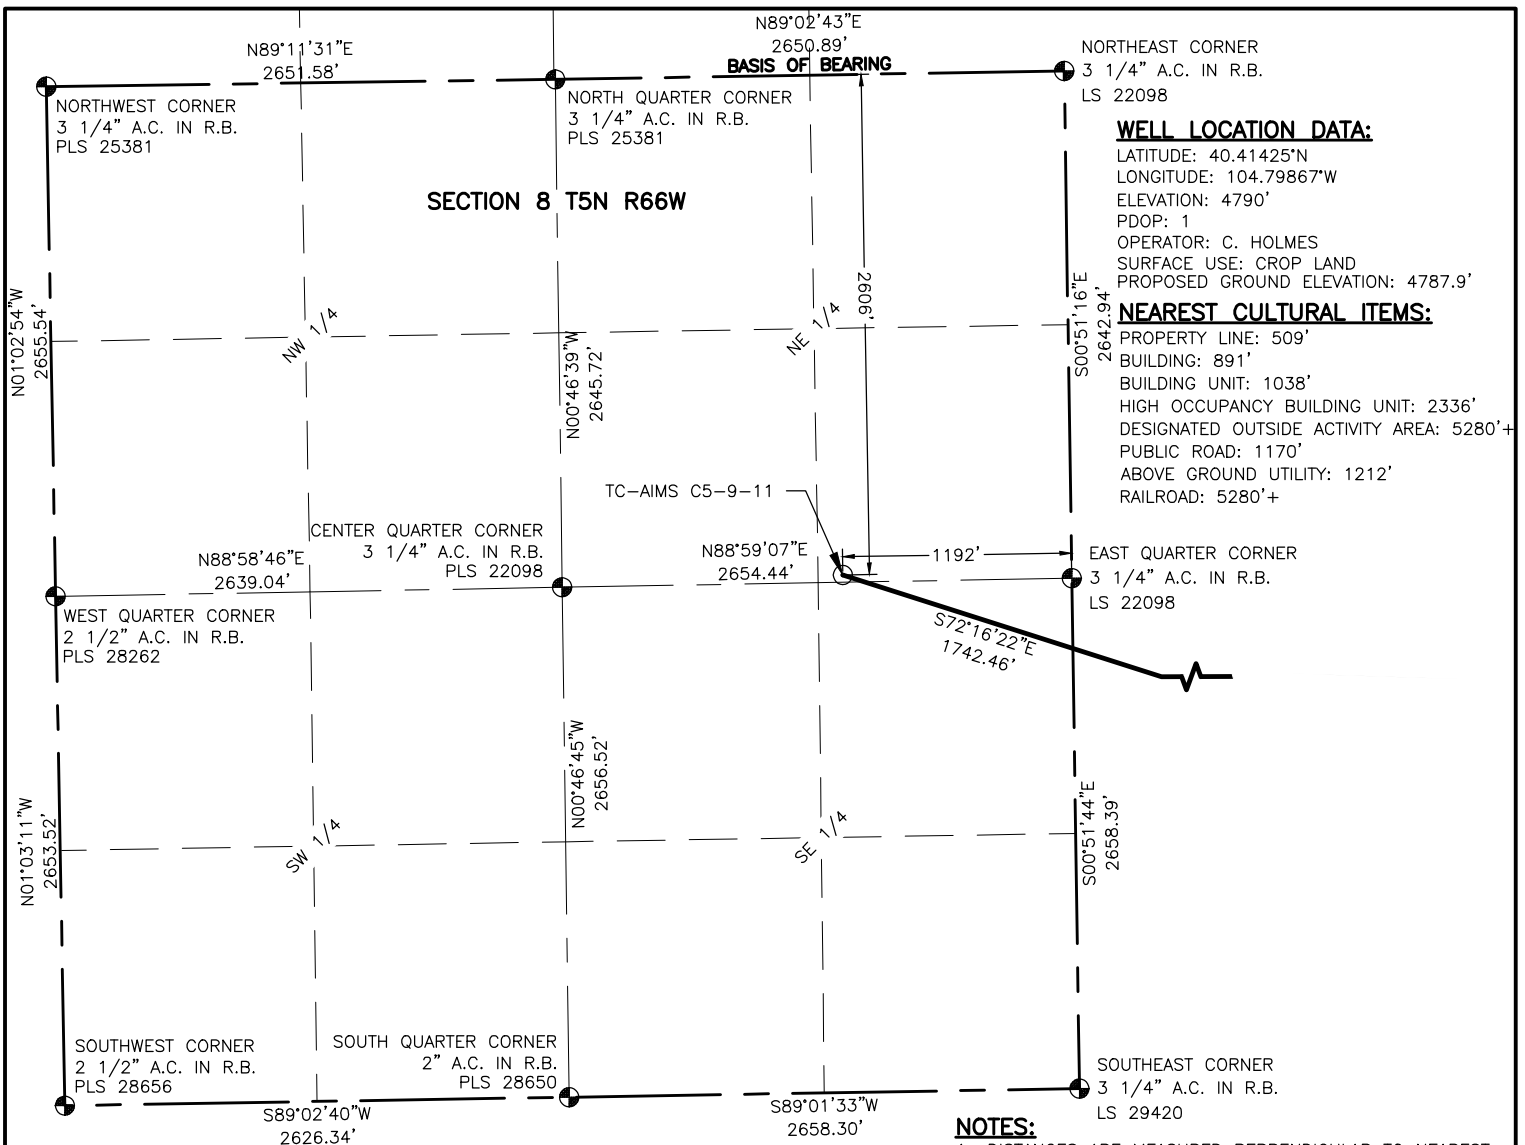 N89°11'31"E
2651.58'
N89°02'43"E
2650.89'
BASIS OF BEARING
NORTHEAST CORNER
3 1/4" A.C. IN R.B.
LS 22098
NORTHWEST CORNER
3 1/4" A.C. IN R.B.
PLS 25381
NORTH QUARTER CORNER
3 1/4" A.C. IN R.B.
PLS 25381
SECTION 8 T5N R66W
WELL LOCATION DATA:
LATITUDE: 40.41425°N
LONGITUDE: 104.79867°W
ELEVATION: 4790'
PDOP: 1
OPERATOR: C. HOLMES
SURFACE USE: CROP LAND
PROPOSED GROUND ELEVATION: 4787.9'
NEAREST CULTURAL ITEMS:
PROPERTY LINE: 509'
BUILDING: 891'
BUILDING UNIT: 1038'
HIGH OCCUPANCY BUILDING UNIT: 2336'
DESIGNATED OUTSIDE ACTIVITY AREA: 5280'+
PUBLIC ROAD: 1170'
ABOVE GROUND UTILITY: 1212'
RAILROAD: 5280'+
N01°02'54"W
2655.54'
NW 1/4
N00°46'39"W
2645.72'
NE 1/4
2606'
S00°51'16"E
2642.94'
TC-AIMS C5-9-11
CENTER QUARTER CORNER
3 1/4" A.C. IN R.B.
PLS 22098
N88°58'46"E
2639.04'
N88°59'07"E
2654.44'
1192'
EAST QUARTER CORNER
3 1/4" A.C. IN R.B.
LS 22098
WEST QUARTER CORNER
2 1/2" A.C. IN R.B.
PLS 28262
S72°16'22"E
1742.46'
N01°03'11"W
2653.52'
SW 1/4
N00°46'45"W
2656.52'
SE 1/4
S00°51'44"E
2658.39'
SOUTHWEST CORNER
2 1/2" A.C. IN R.B.
PLS 28656
SOUTH QUARTER CORNER
2" A.C. IN R.B.
PLS 28650
SOUTHEAST CORNER
3 1/4" A.C. IN R.B.
LS 29420
S89°02'40"W
2626.34'
S89°01'33"W
2658.30'
NOTES:
DISTANCES ARE MEASURED PERPENDICULAR TO NEAREST